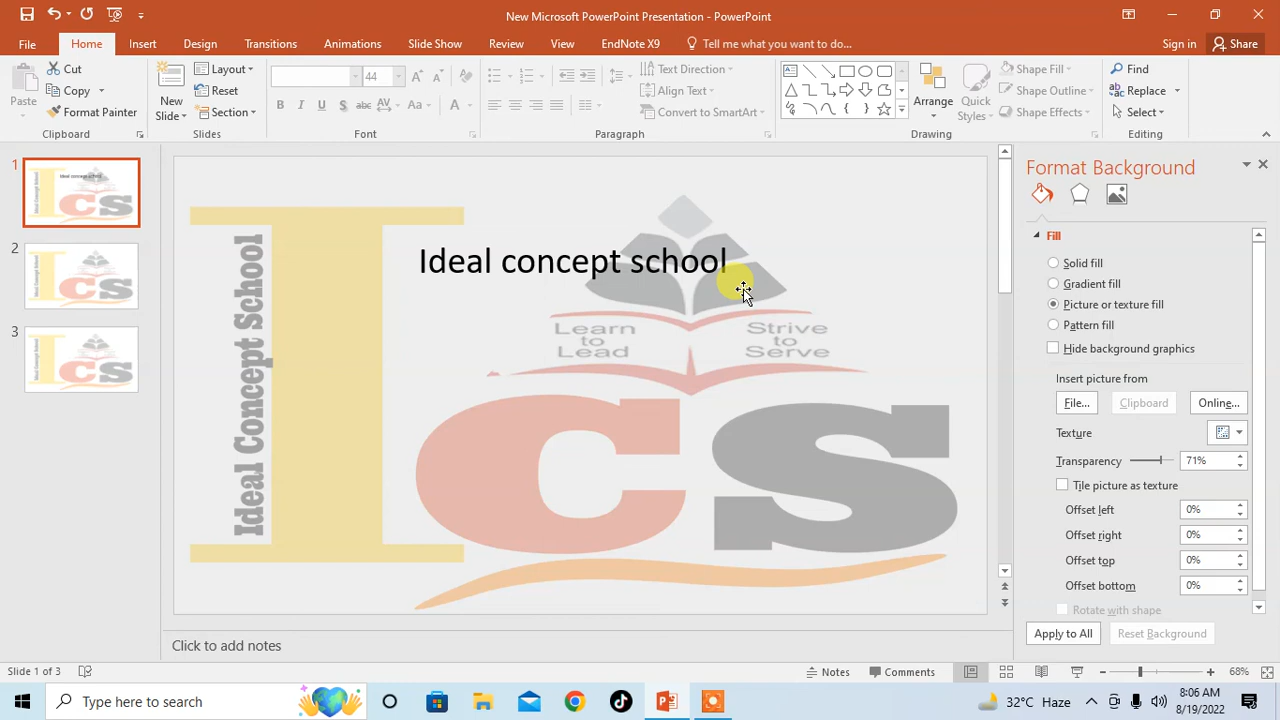 New Microsoft PowerPoint Presentation - PowerPoint
File Home Insert Design Transitions Animations Slide Show Review View EndNote X9 Tell me what you want to do... Sign in Share
Paste
Cut
Copy
Format Painter
Clipboard
New
Slide
Layout
Reset
Section
Slides
44
B I U S abc AV Aa A
Font
Text Direction
Align Text
Convert to SmartArt
Paragraph
Arrange
Quick
Styles
Shape Fill
Shape Outline
Shape Effects
Drawing
Find
Replace
Select
Editing
1
2
3
Ideal concept school
Ideal Concept School
Learn
to
Lead
Strive
to
Serve
I
cs
Format Background
Fill
Solid fill
Gradient fill
Picture or texture fill
Pattern fill
Hide background graphics
Insert picture from
File... Clipboard Online...
Texture
Transparency 71%
Tile picture as texture
Offset left 0%
Offset right 0%
Offset top 0%
Offset bottom 0%
Rotate with shape
Apply to All Reset Background
Click to add notes
Slide 1 of 3 Notes Comments 68%
Type here to search 32°C Haze 8:06 AM
8/19/2022